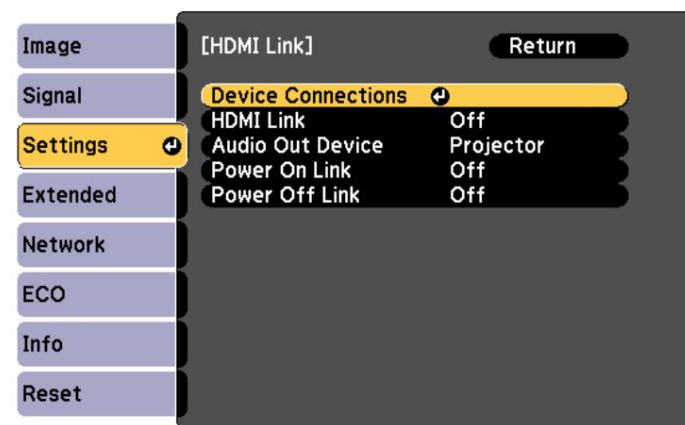 Image
Signal
Settings
Extended
Network
ECO
Info
Reset
[HDMI Link] Return
Device Connections
HDMI Link Off
Audio Out Device Projector
Power On Link Off
Power Off Link Off